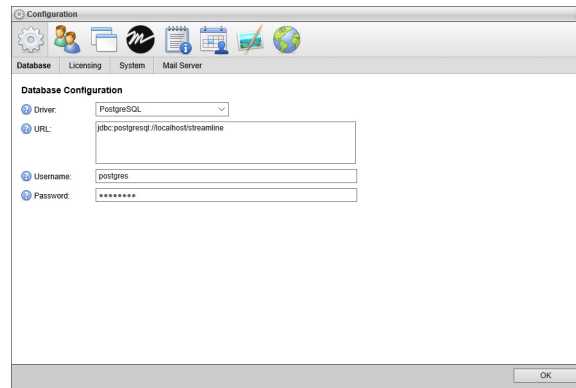 Configuration
Database Licensing System Mail Server
Database Configuration
Driver: PostgreSQL
URL: jdbc:postgresql://localhost/streamline
Username: postgres
Password: ••••••••
OK